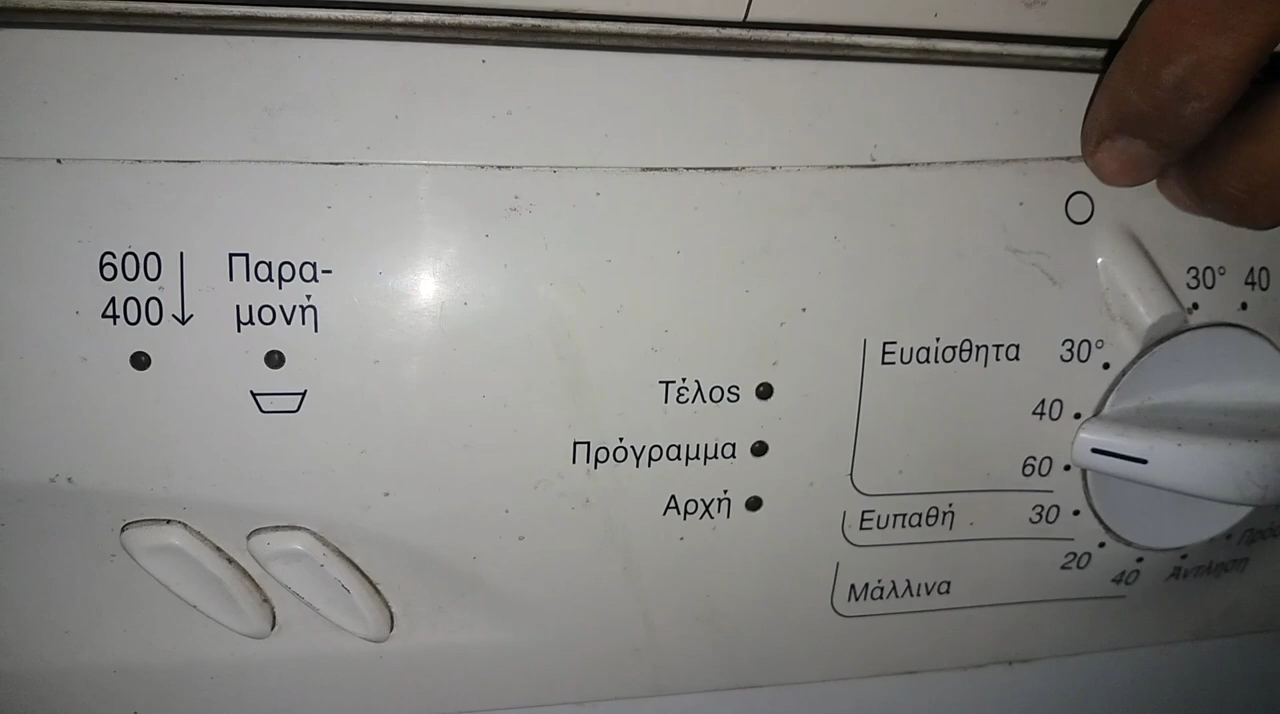 600
400
Παρα-
μονή
Τέλος
Πρόγραμμα
Αρχή
30° 40
Ευαίσθητα 30°
40
60
Ευπαθή 30
20
40
Μάλλινα
Άντληση